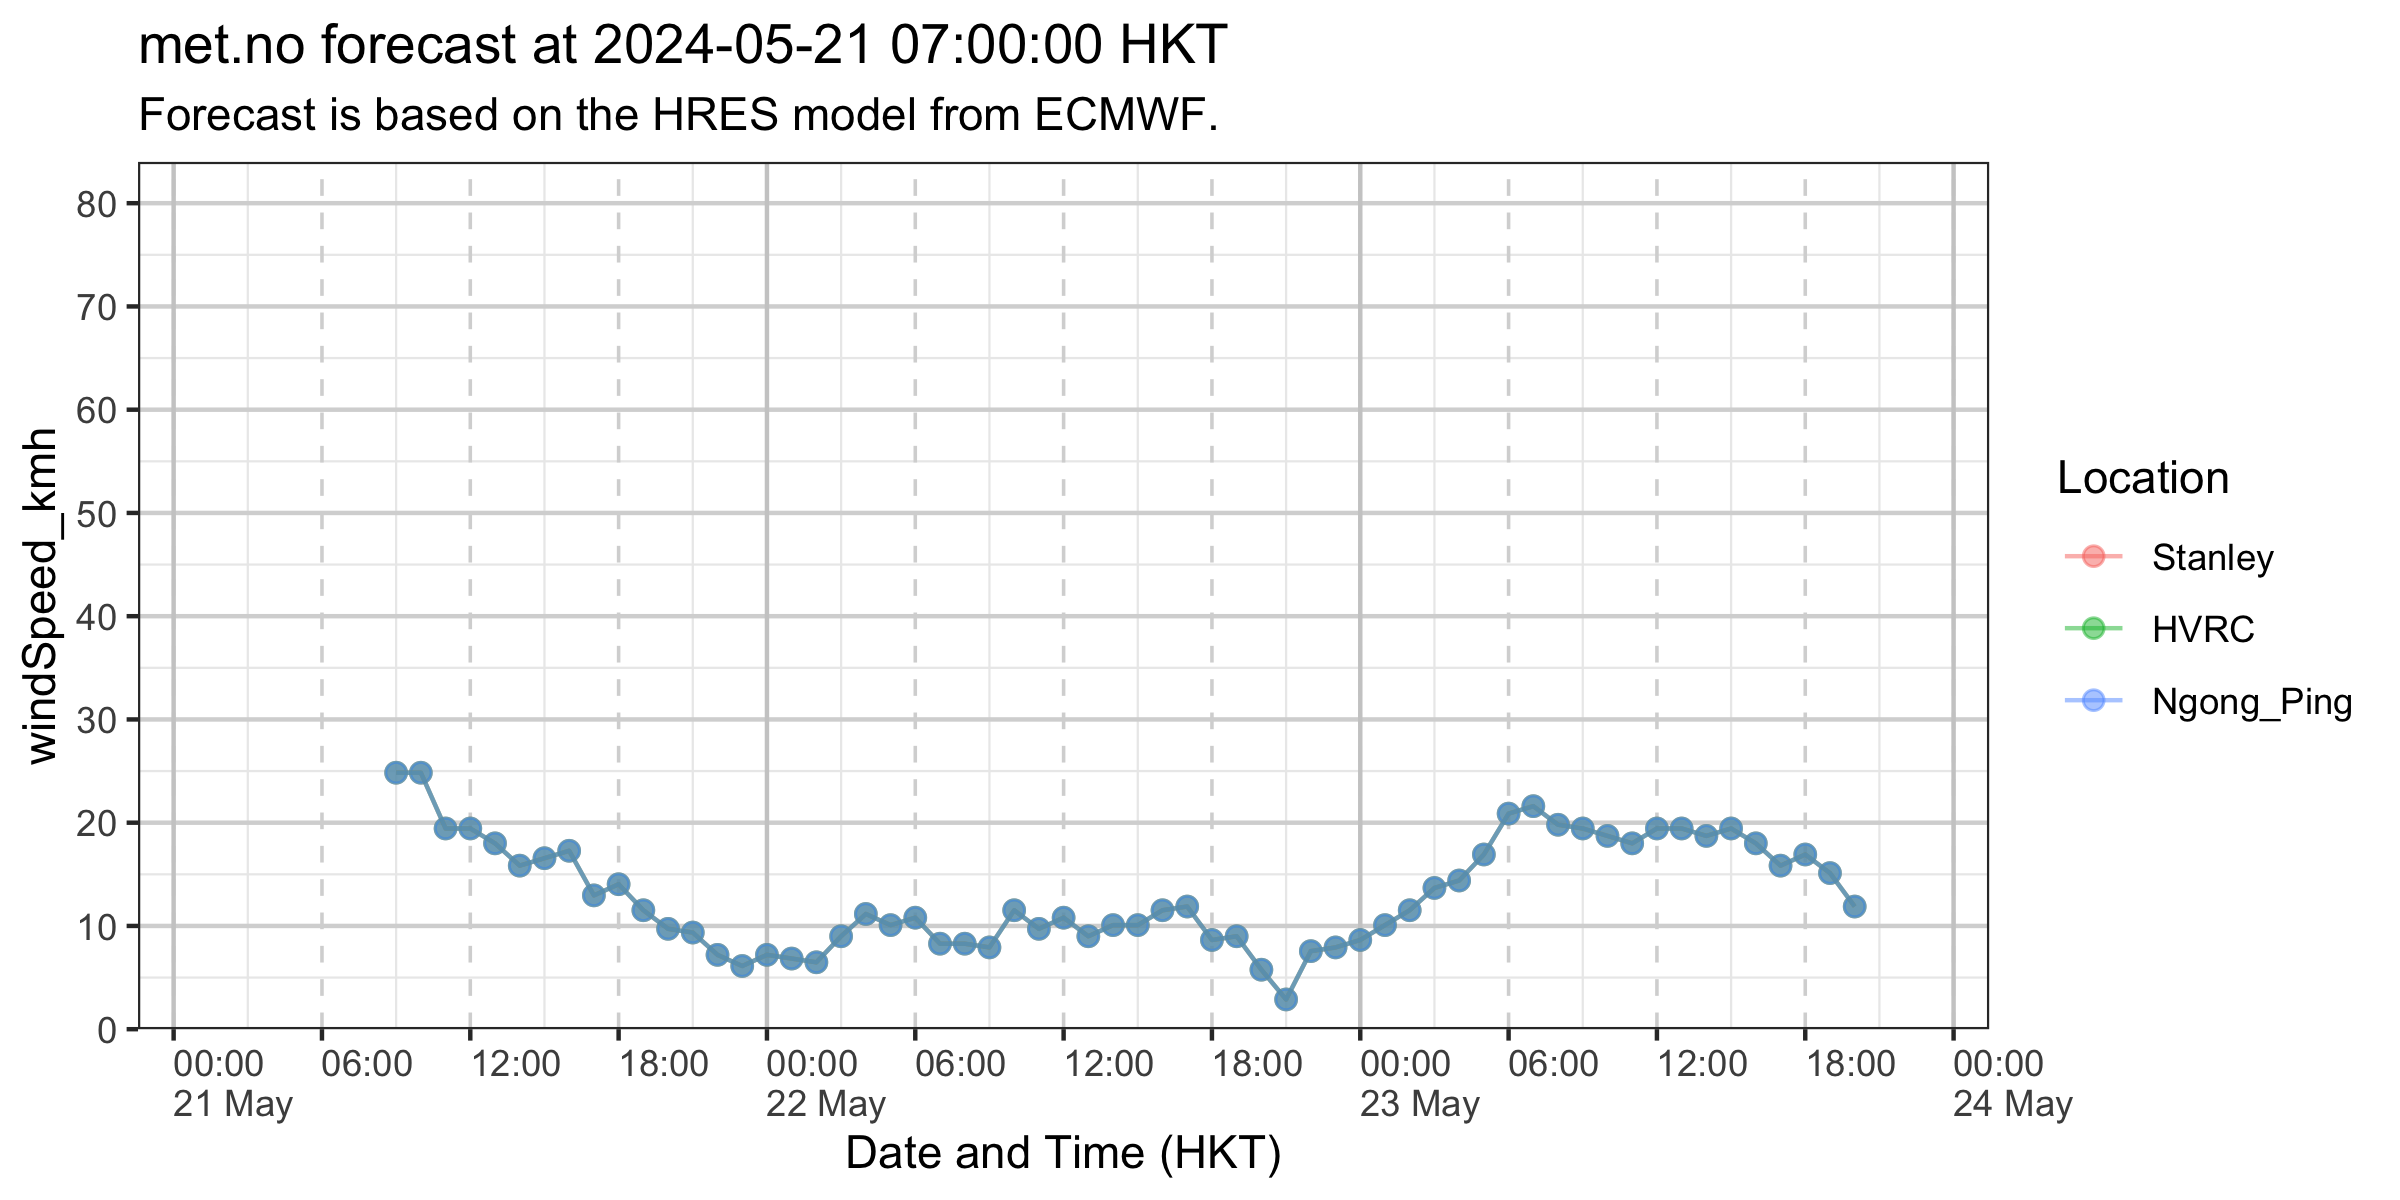 met.no forecast at 2024-05-21 07:00:00 HKT
Forecast is based on the HRES model from ECMWF.
windSpeed_kmh
80
70
60
50
40
30
20
10
0
00:00 06:00 12:00 18:00 00:00 06:00 12:00 18:00 00:00 06:00 12:00 18:00 00:00
21 May 22 May 23 May 24 May
Date and Time (HKT)
Location
Stanley
HVRC
Ngong_Ping